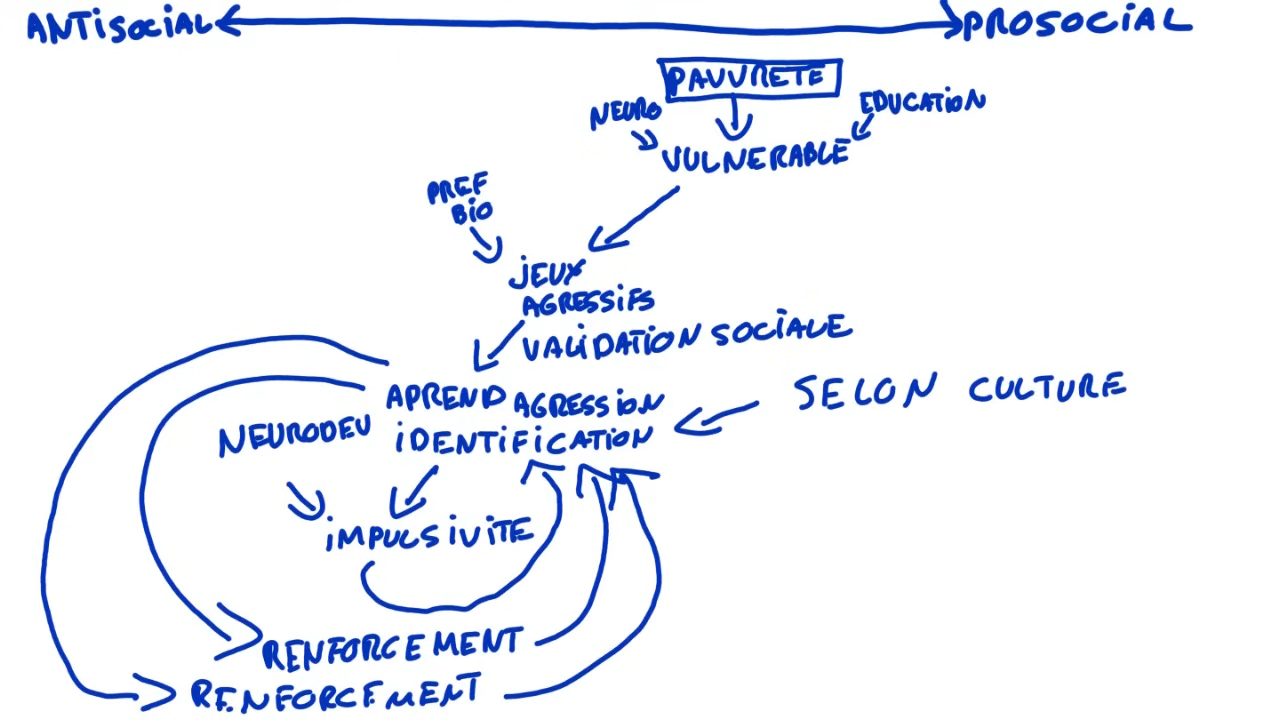 ANTISOCIAL
PROSOCIAL
PAUVRETE
NEURO
EDUCATION
VULNERABLE
PREF
BIO
JEUX
AGRESSIFS
VALIDATION SOCIALE
APREND AGRESSION
SELON CULTURE
NEURODEV
IDENTIFICATION
IMPULSIVITE
RENFORCEMENT
RENFORCEMENT